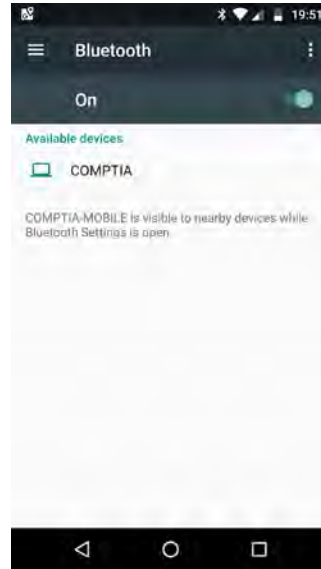 19:51
Bluetooth
On
Available devices
COMPTIA
COMPTIA-MOBILE is visible to nearby devices while
Bluetooth Settings is open.